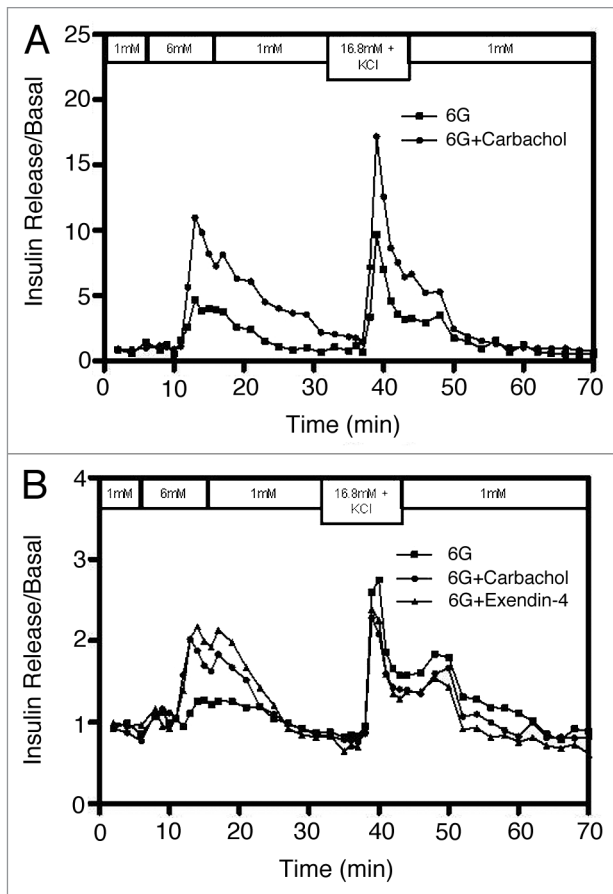 A
25
20
15
10
5
0
Insulin Release/Basal
1mM 6mM 1mM 16.8mM + KCl 1mM
6G
6G+Carbachol
0 10 20 30 40 50 60 70
Time (min)
B
4
3
2
1
0
Insulin Release/Basal
1mM 6mM 1mM 16.8mM + KCl 1mM
6G
6G+Carbachol
6G+Exendin-4
0 10 20 30 40 50 60 70
Time (min)